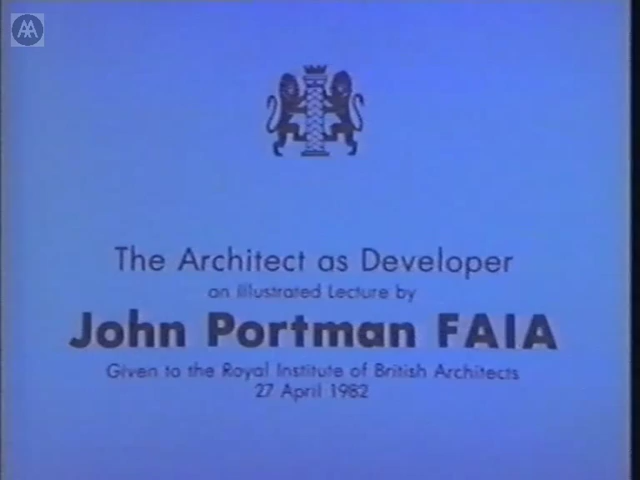 AA
The Architect as Developer
an Illustrated Lecture by
John Portman FAIA
Given to the Royal Institute of British Architects
27 April 1982